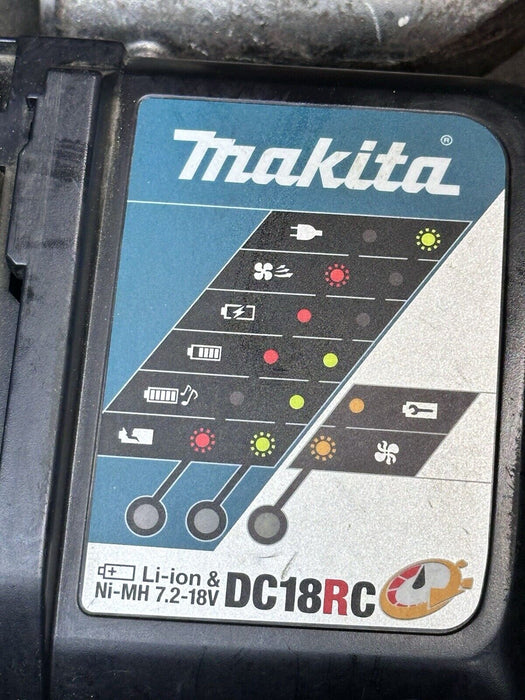 makita®
Li-ion &
Ni-MH 7.2-18V
DC18RC